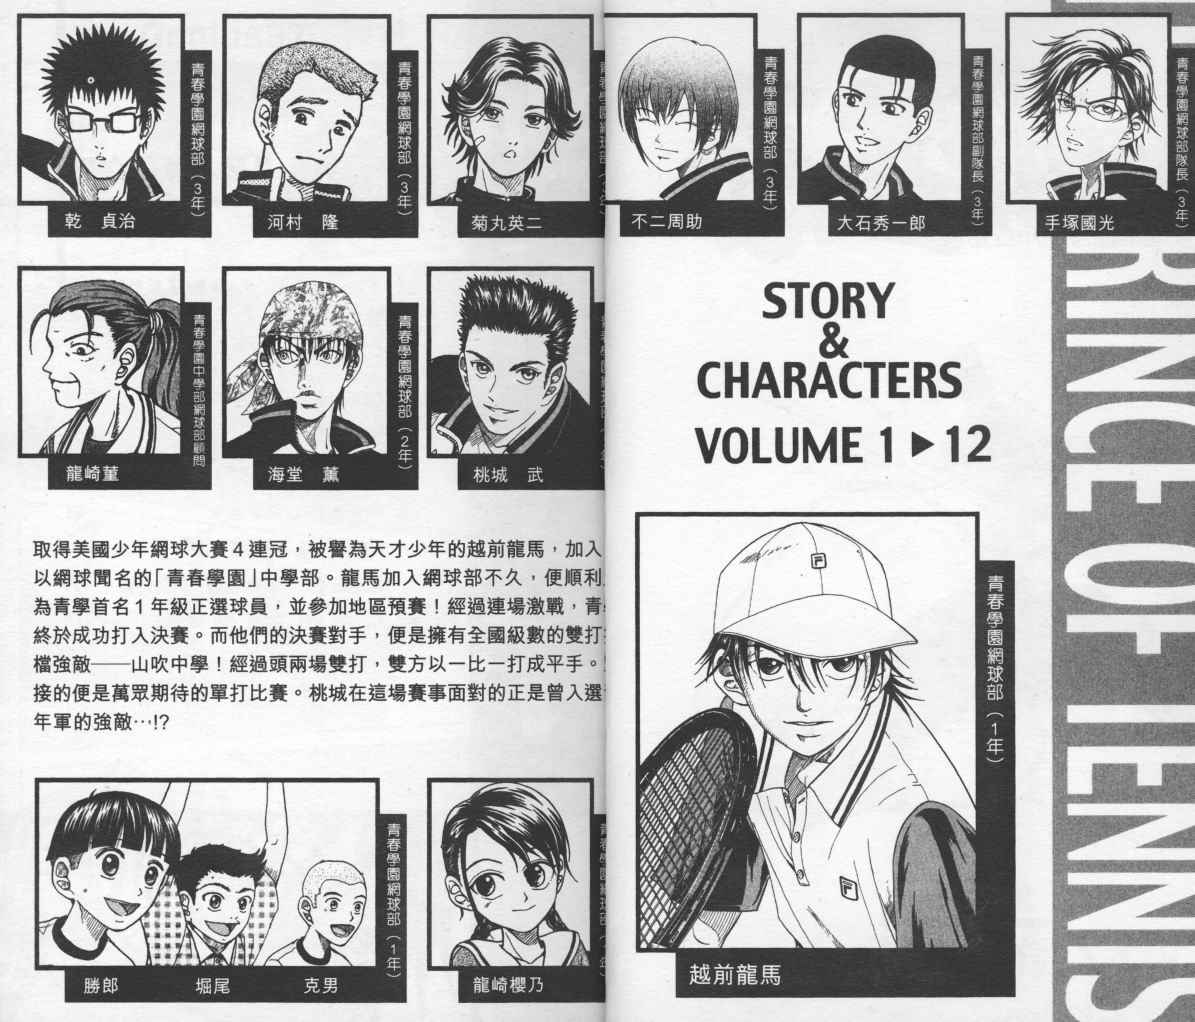 青春學園網球部（3年）
乾　貞治
青春學園網球部（3年）
河村　隆
菊丸英二
青春學園網球部（3年）
不二周助
青春學園網球部副隊長（3年）
大石秀一郎
青春學園網球部隊長（3年）
手塚國光
青春學園中學部網球部顧問
龍崎菫
青春學園網球部（2年）
海堂　薰
桃城　武
STORY
&
CHARACTERS
VOLUME 1▶12
取得美國少年網球大賽４連冠，被譽為天才少年的越前龍馬，加入
以網球聞名的「青春學園」中學部。龍馬加入網球部不久，便順利
為青學首名１年級正選球員，並參加地區預賽！經過連場激戰，青
終於成功打入決賽。而他們的決賽對手，便是擁有全國級數的雙打
檔強敵──山吹中學！經過頭兩場雙打，雙方以一比一打成平手。
接的便是萬眾期待的單打比賽。桃城在這場賽事面對的正是曾入選
年軍的強敵…!?
青春學園網球部（1年）
勝郎　堀尾　克男
龍崎櫻乃
F
F
青春學園網球部（1年）
越前龍馬
RINCE OF TENNIS